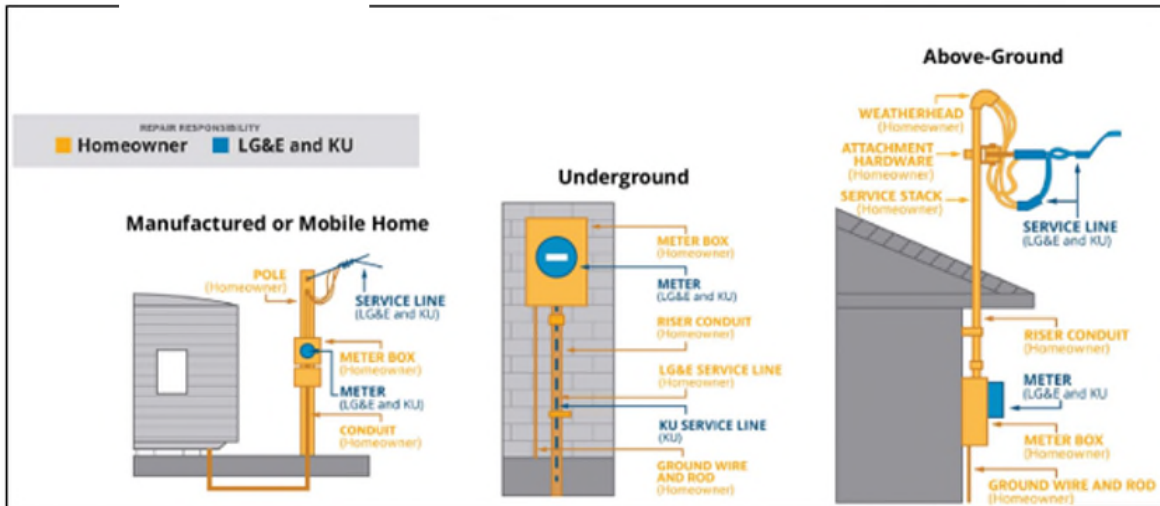 REPAIR RESPONSIBILITY
Homeowner LG&E and KU
Manufactured or Mobile Home
POLE
(Homeowner)
SERVICE LINE
(LG&E and KU)
METER BOX
(Homeowner)
METER
(LG&E and KU)
CONDUIT
(Homeowner)
Underground
METER BOX
(Homeowner)
METER
(LG&E and KU)
RISER CONDUIT
(Homeowner)
LG&E SERVICE LINE
(Homeowner)
KU SERVICE LINE
(KU)
GROUND WIRE
AND ROD
(Homeowner)
Above-Ground
WEATHERHEAD
(Homeowner)
ATTACHMENT
HARDWARE
(Homeowner)
SERVICE STACK
(Homeowner)
SERVICE LINE
(LG&E and KU)
RISER CONDUIT
(Homeowner)
METER
(LG&E and KU
METER BOX
(Homeowner)
GROUND WIRE AND ROD
(Homeowner)